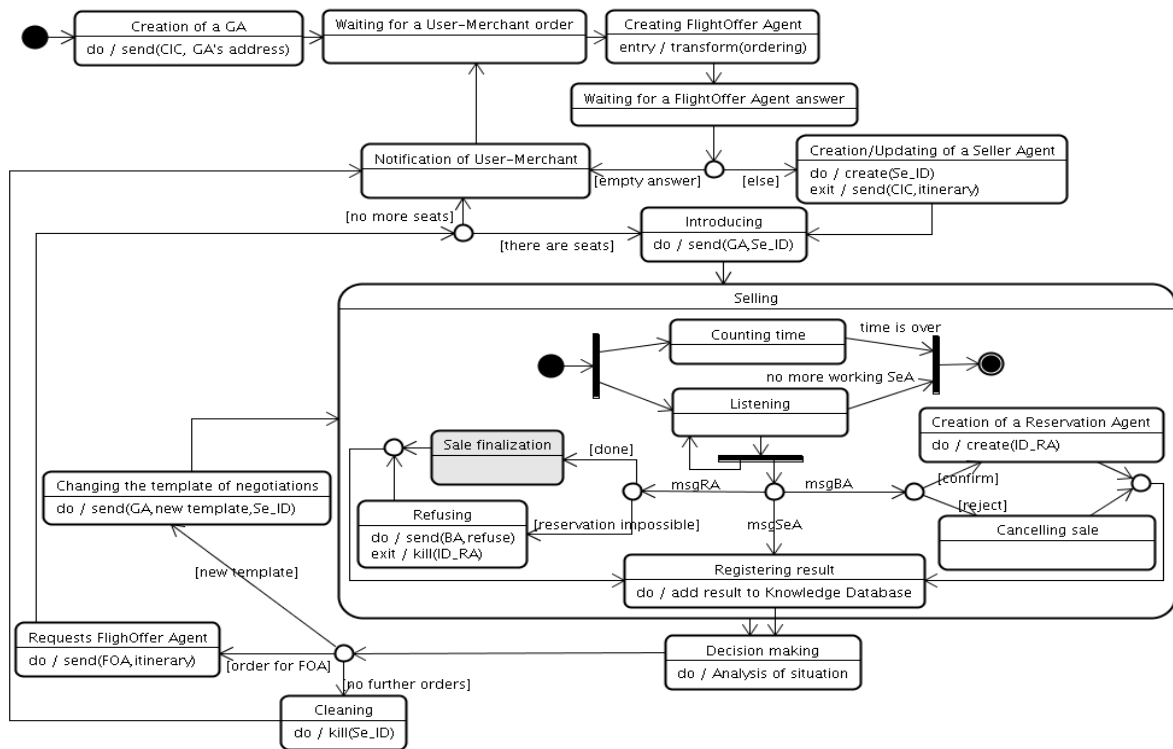 Creation of a GA
do / send(CIC, GA's address)
Waiting for a User-Merchant order
Creating FlightOffer Agent
entry / transform(ordering)
Waiting for a FlightOffer Agent answer
Notification of User-Merchant
[empty answer]
[else]
Creation/Updating of a Seller Agent
do / create(Se_ID)
exit / send(CIC,itinerary)
[no more seats]
[there are seats]
Introducing
do / send(GA,Se_ID)
Selling
Counting time
time is over
no more working SeA
Listening
Creation of a Reservation Agent
do / create(ID_RA)
Sale finalization
[done]
msgRA
msgBA
[confirm]
[reject]
Changing the template of negotiations
do / send(GA,new template,Se_ID)
Refusing
do / send(BA,refuse)
exit / kill(ID_RA)
[reservation impossible]
msgSeA
Cancelling sale
[new template]
Registering result
do / add result to Knowledge Database
Requests FlighOffer Agent
do / send(FOA,itinerary)
[order for FOA]
[no further orders]
Decision making
do / Analysis of situation
Cleaning
do / kill(Se_ID)